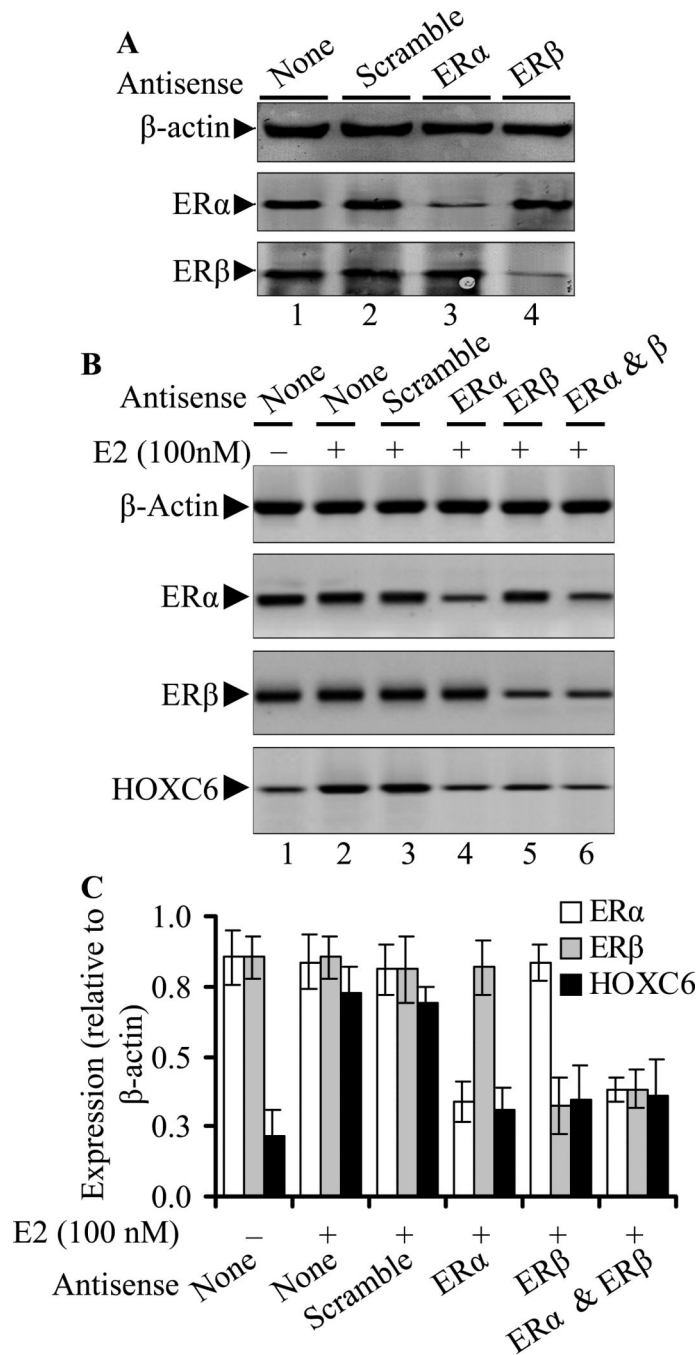 A
Antisense None Scramble ERα ERβ
β-actin
ERα
ERβ
1 2 3 4
B
Antisense None None Scramble ERα ERβ ERα & β
E2 (100nM) – + + + + +
β-Actin
ERα
ERβ
HOXC6
1 2 3 4 5 6
C
Expression (relative to
β-actin)
1.0
0.8
0.5
0.3
0.0
ERα
ERβ
HOXC6
E2 (100 nM) – + + + + +
Antisense None None Scramble ERα ERβ ERα & ERβ